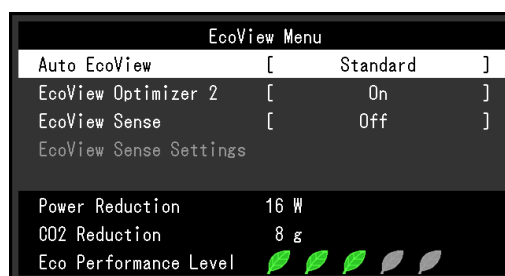 EcoView Menu
Auto EcoView [ Standard ]
EcoView Optimizer 2 [ On ]
EcoView Sense [ Off ]
EcoView Sense Settings
Power Reduction 16 W
CO2 Reduction 8 g
Eco Performance Level